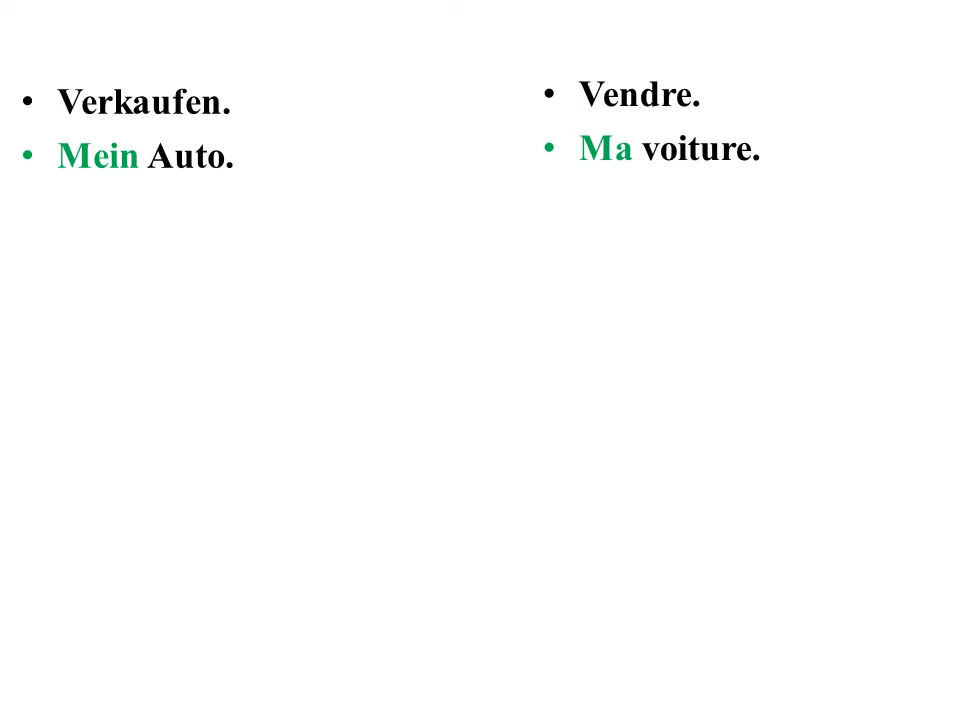 • Verkaufen.
• Mein Auto.
• Vendre.
• Ma voiture.